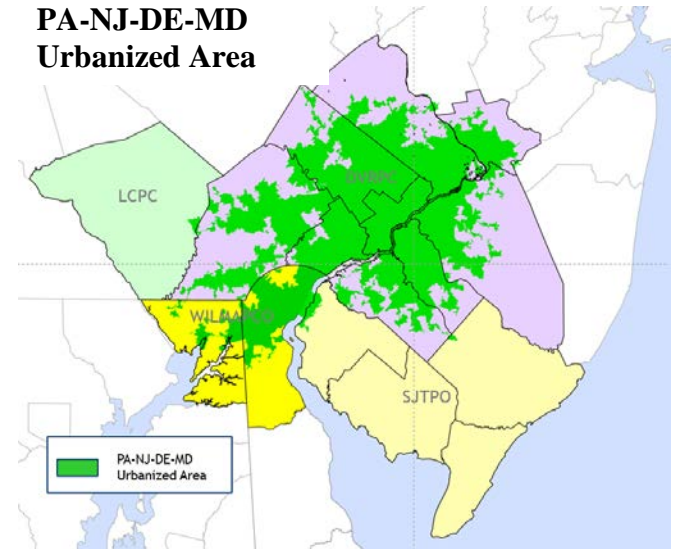 PA-NJ-DE-MD
Urbanized Area
DVRPC
LCPC
WILMAPCO
SJTPO
PA-NJ-DE-MD
Urbanized Area